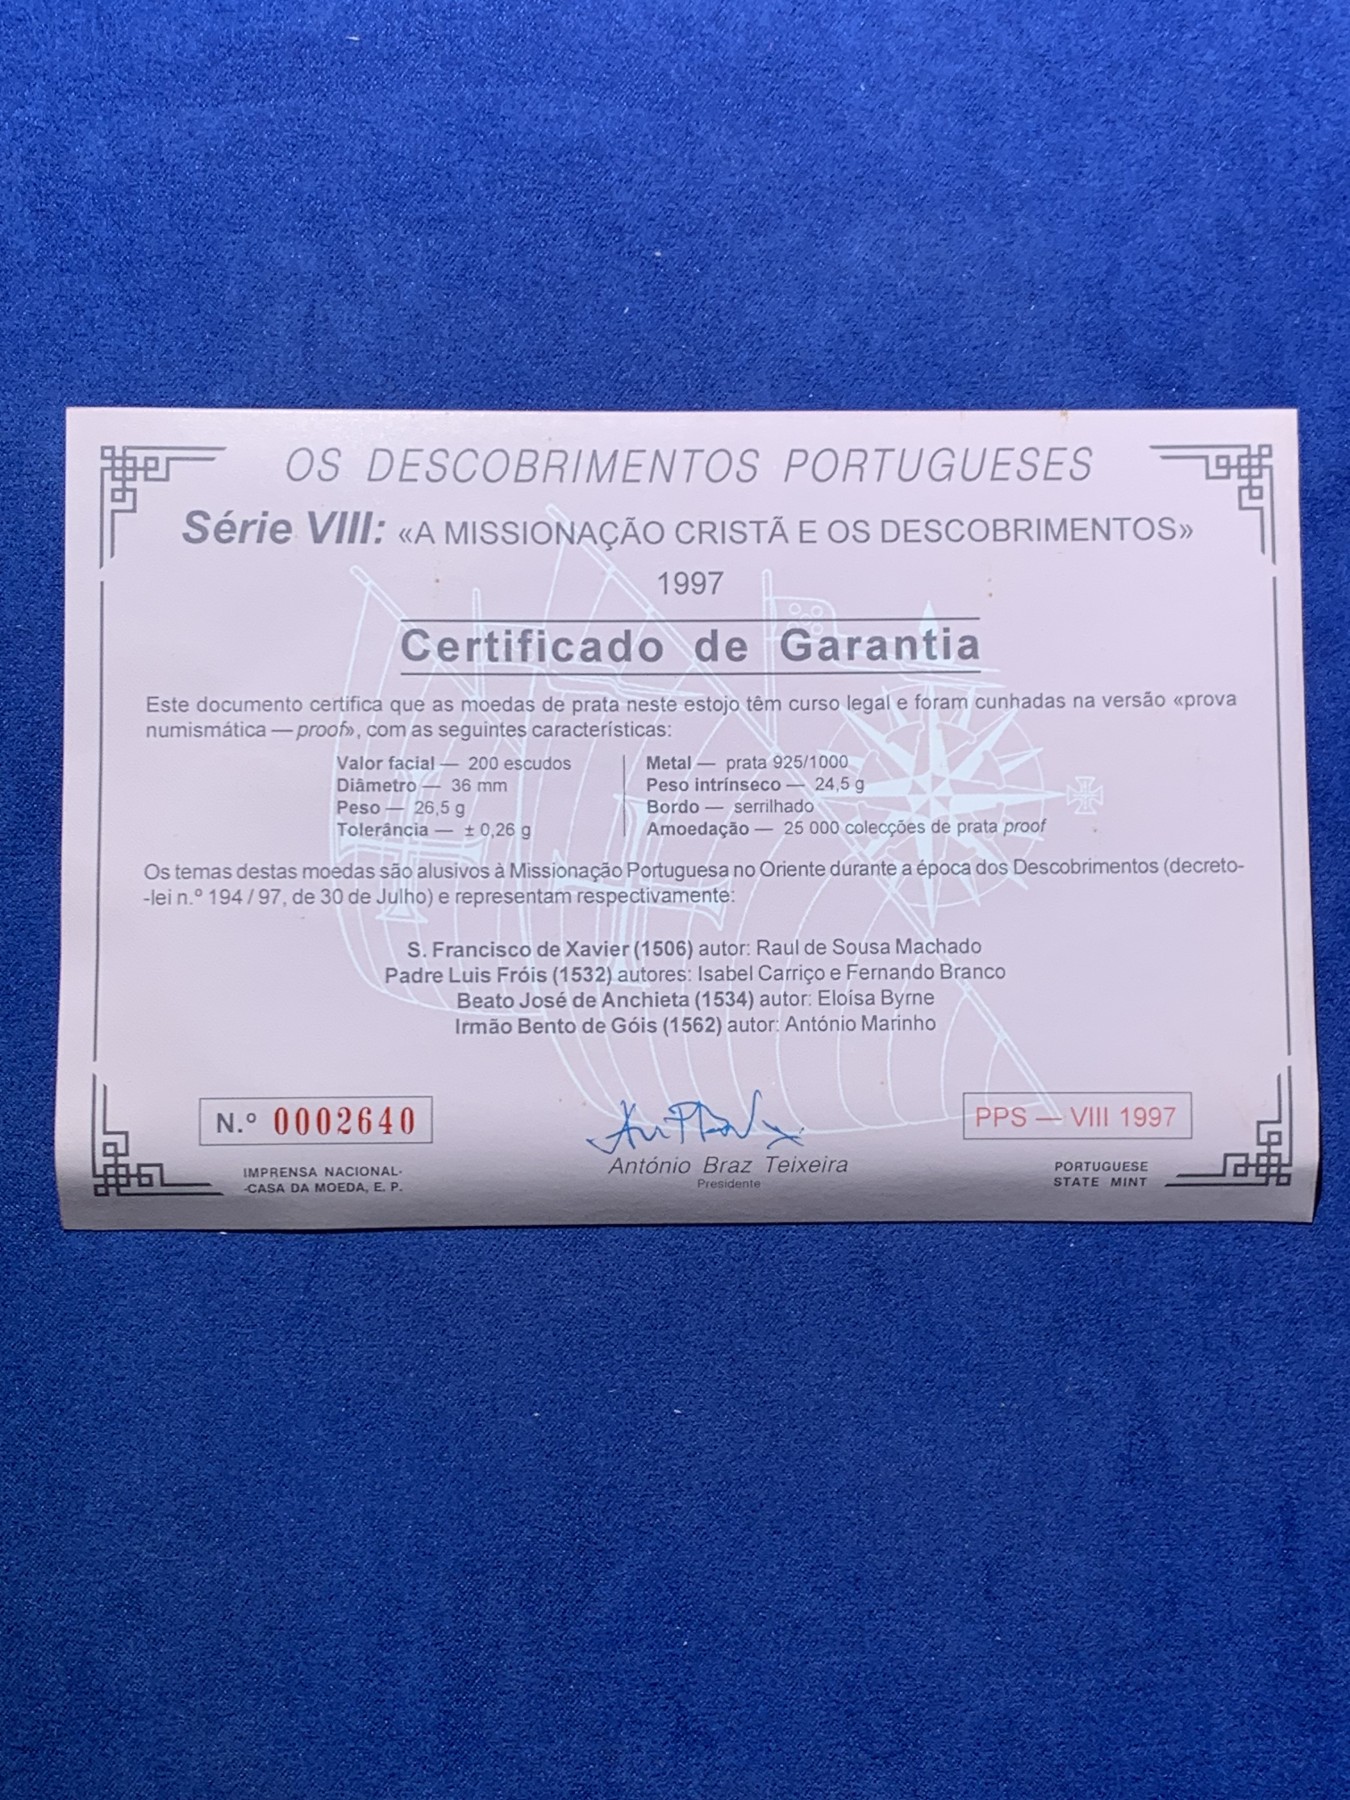 OS DESCOBRIMENTOS PORTUGUESES
Série VIII: «A MISSIONAÇÃO CRISTÃ E OS DESCOBRIMENTOS»
1997
Certificado de Garantia
Este documento certifica que as moedas de prata neste estojo têm curso legal e foram cunhadas na versão «prova
numismática — proof», com as seguintes características:
Valor facial — 200 escudos
Diâmetro — 36 mm
Peso — 26,5 g
Tolerância — ± 0,26 g
Metal — prata 925/1000
Peso intrínseco — 24,5 g
Bordo — serrilhado
Amoedação — 25 000 colecções de prata proof
Os temas destas moedas são alusivos à Missionação Portuguesa no Oriente durante a época dos Descobrimentos (decreto-
-lei n.º 194 / 97, de 30 de Julho) e representam respectivamente:
S. Francisco de Xavier (1506) autor: Raul de Sousa Machado
Padre Luis Fróis (1532) autores: Isabel Carriço e Fernando Branco
Beato José de Anchieta (1534) autor: Eloísa Byrne
Irmão Bento de Góis (1562) autor: António Marinho
N.º 0002640
IMPRENSA NACIONAL-
-CASA DA MOEDA, E. P.
António Braz Teixeira
Presidente
PPS — VIII 1997
PORTUGUESE
STATE MINT